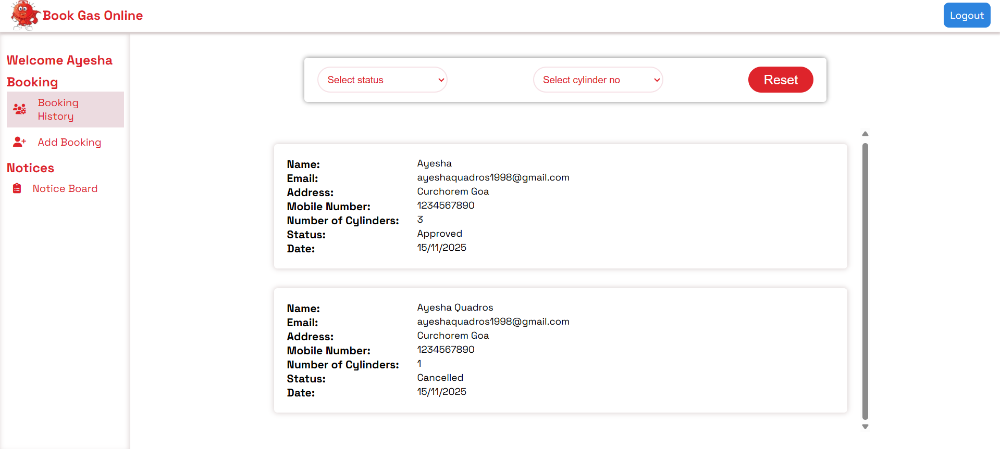 Book Gas Online
Logout
Welcome Ayesha
Booking
Booking
History
Add Booking
Notices
Notice Board
Select status
Select cylinder no
Reset
Name: Ayesha
Email: ayeshaquadros1998@gmail.com
Address: Curchorem Goa
Mobile Number: 1234567890
Number of Cylinders: 3
Status: Approved
Date: 15/11/2025
Name: Ayesha Quadros
Email: ayeshaquadros1998@gmail.com
Address: Curchorem Goa
Mobile Number: 1234567890
Number of Cylinders: 1
Status: Cancelled
Date: 15/11/2025